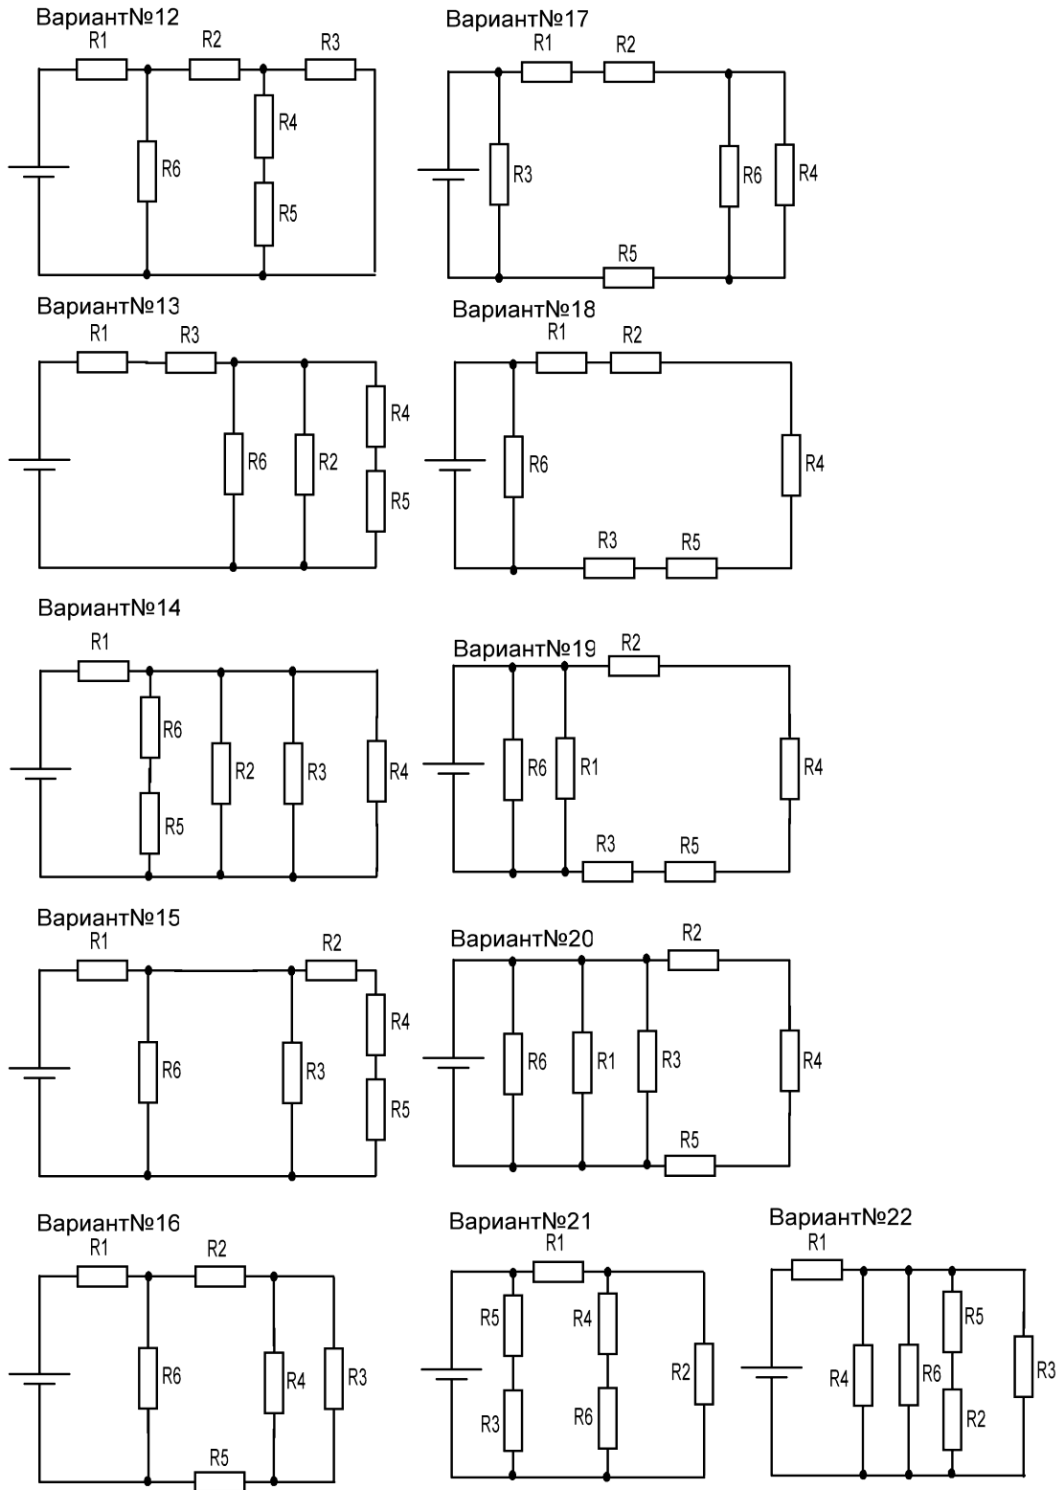 Вариант№12
R1
R2
R3
R4
R6
R5
Вариант№17
R1
R2
R3
R6
R4
R5
Вариант№13
R1
R3
R4
R6
R2
R5
Вариант№18
R1
R2
R6
R4
R3
R5
Вариант№14
R1
R6
R2
R3
R4
R5
Вариант№19
R2
R6
R1
R4
R3
R5
Вариант№15
R1
R2
R4
R6
R3
R5
Вариант№20
R2
R6
R1
R3
R4
R5
Вариант№16
R1
R2
R6
R4
R3
R5
Вариант№21
R1
R5
R4
R2
R3
R6
Вариант№22
R1
R5
R4
R6
R3
R2